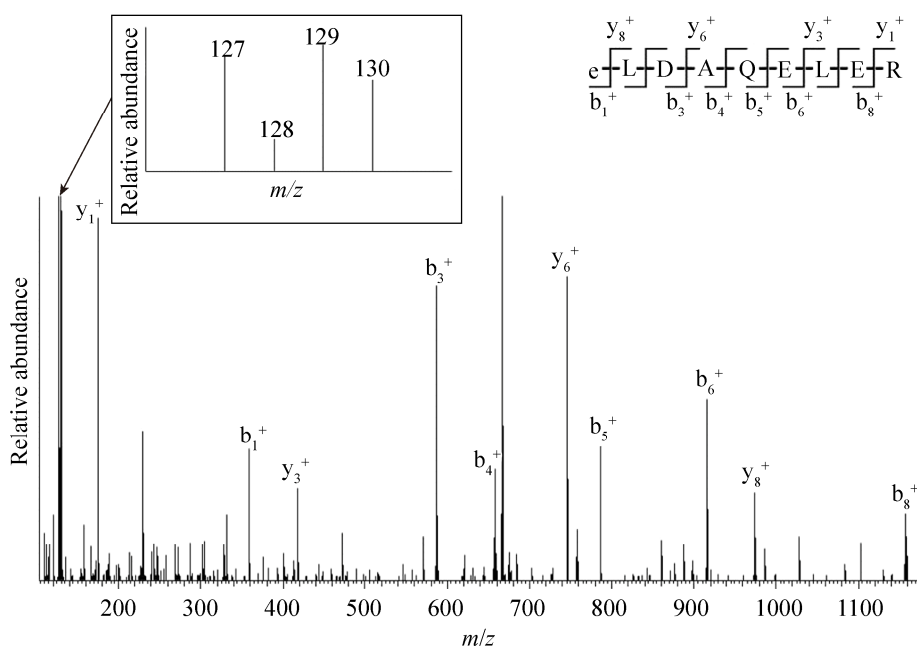 129
127
130
128
Relative abundance
m/z
y₈⁺ y₆⁺ y₃⁺ y₁⁺
e L D A Q E L E R
b₁⁺ b₃⁺ b₄⁺ b₅⁺ b₆⁺ b₈⁺
y₁⁺
b₃⁺
y₆⁺
b₆⁺
b₅⁺
b₁⁺
y₃⁺
b₄⁺
y₈⁺
b₈⁺
Relative abundance
200 300 400 500 600 700 800 900 1000 1100
m/z